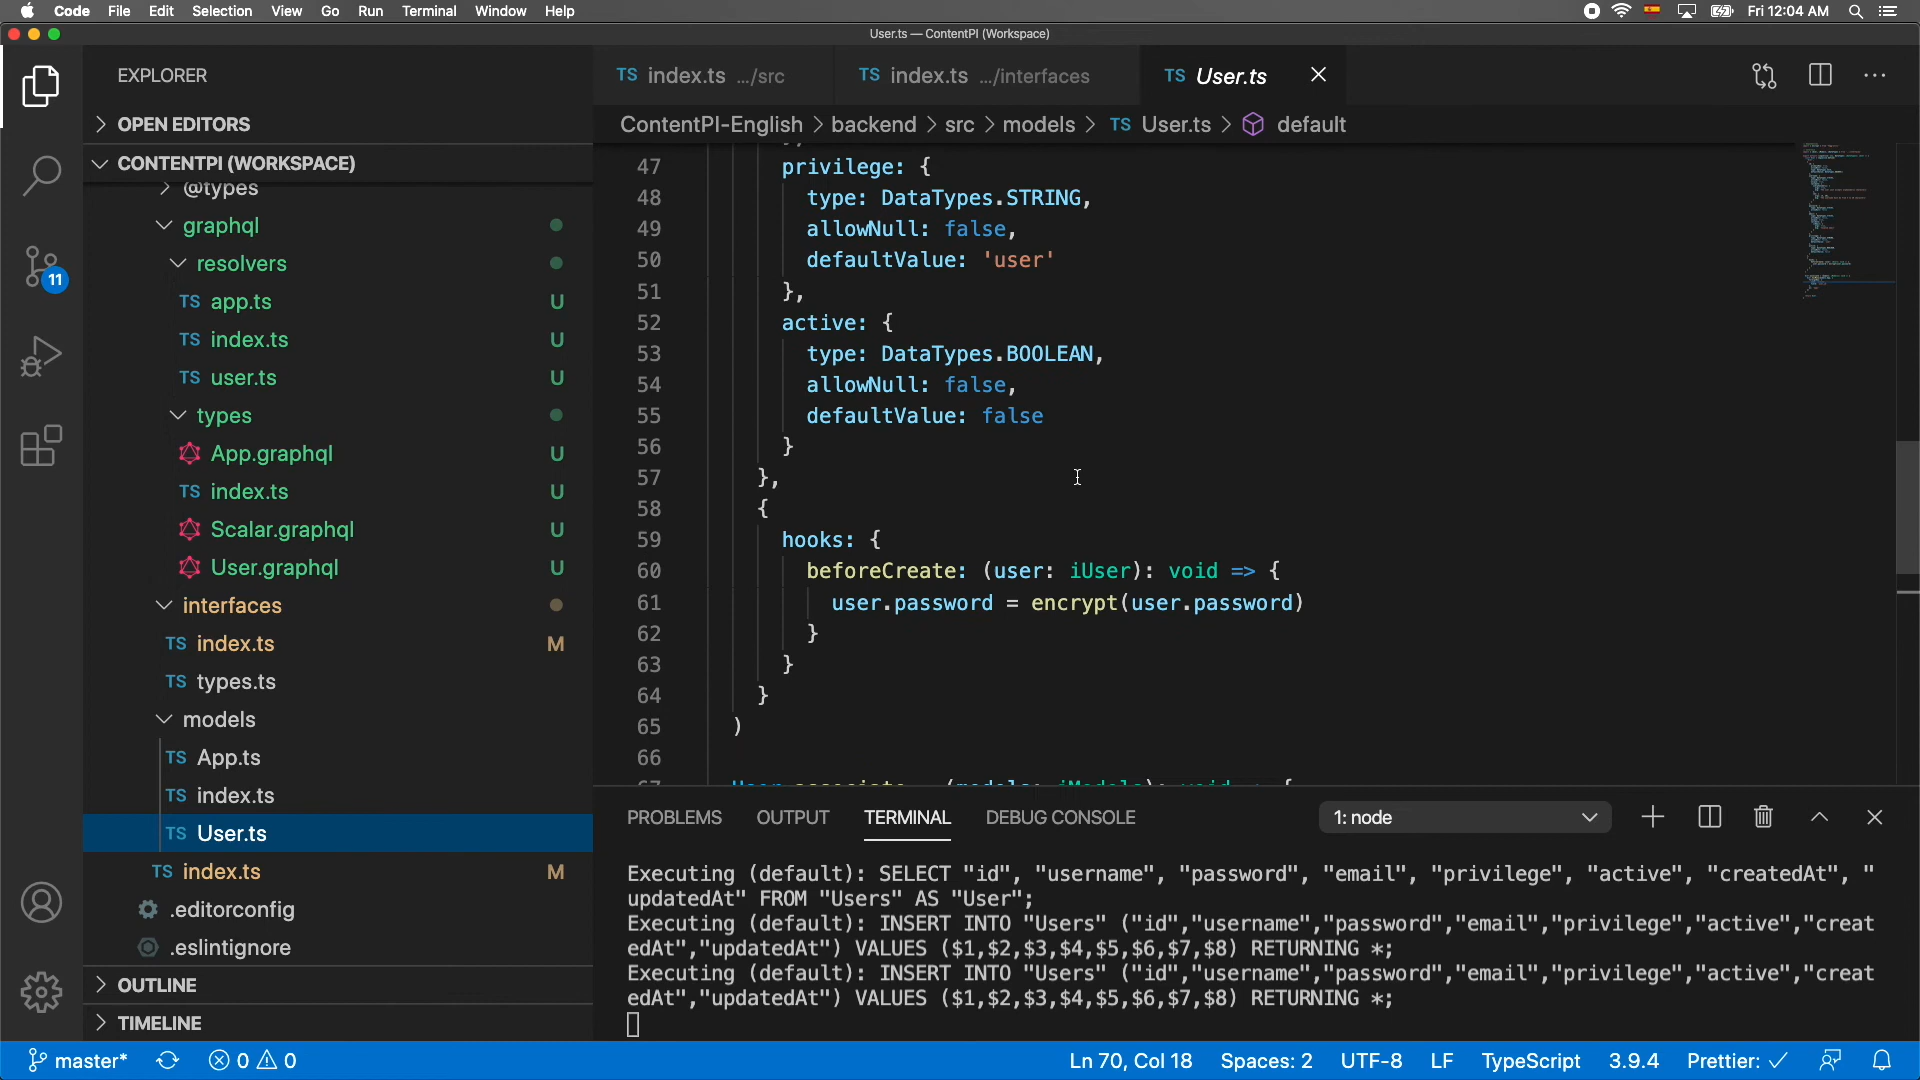 Code File Edit Selection View Go Run Terminal Window Help Fri 12:04 AM
User.ts — ContentPI (Workspace)
EXPLORER
OPEN EDITORS
CONTENTPI (WORKSPACE)
@types
graphql
resolvers
TS app.ts U
TS index.ts U
TS user.ts U
types
App.graphql U
TS index.ts U
Scalar.graphql U
User.graphql U
interfaces
TS index.ts M
TS types.ts
models
TS App.ts
TS index.ts
TS User.ts
TS index.ts M
.editorconfig
.eslintignore
OUTLINE
TIMELINE
11
TS index.ts .../src TS index.ts .../interfaces TS User.ts
ContentPI-English > backend > src > models > TS User.ts > default
47 privilege: {
48 type: DataTypes.STRING,
49 allowNull: false,
50 defaultValue: 'user'
51 },
52 active: {
53 type: DataTypes.BOOLEAN,
54 allowNull: false,
55 defaultValue: false
56 }
57 },
58 {
59 hooks: {
60 beforeCreate: (user: iUser): void => {
61 user.password = encrypt(user.password)
62 }
63 }
64 }
65 )
66
PROBLEMS OUTPUT TERMINAL DEBUG CONSOLE 1: node
Executing (default): SELECT "id", "username", "password", "email", "privilege", "active", "createdAt", "
updatedAt" FROM "Users" AS "User";
Executing (default): INSERT INTO "Users" ("id","username","password","email","privilege","active","creat
edAt","updatedAt") VALUES ($1,$2,$3,$4,$5,$6,$7,$8) RETURNING *;
Executing (default): INSERT INTO "Users" ("id","username","password","email","privilege","active","creat
edAt","updatedAt") VALUES ($1,$2,$3,$4,$5,$6,$7,$8) RETURNING *;
master* 0 0 Ln 70, Col 18 Spaces: 2 UTF-8 LF TypeScript 3.9.4 Prettier: ✓